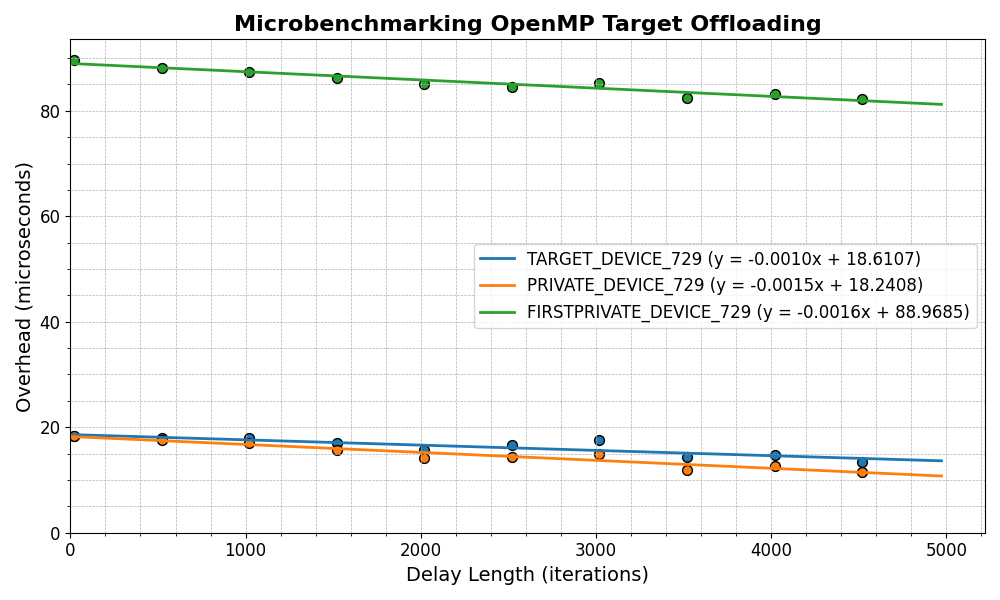 Microbenchmarking OpenMP Target Offloading
Overhead (microseconds)
80
60
40
20
0
TARGET_DEVICE_729 (y = -0.0010x + 18.6107)
PRIVATE_DEVICE_729 (y = -0.0015x + 18.2408)
FIRSTPRIVATE_DEVICE_729 (y = -0.0016x + 88.9685)
0 1000 2000 3000 4000 5000
Delay Length (iterations)